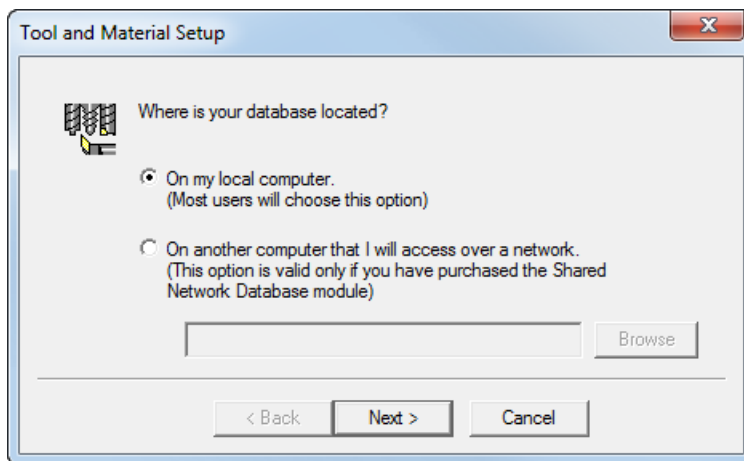 Tool and Material Setup
Where is your database located?
On my local computer.
(Most users will choose this option)
On another computer that I will access over a network.
(This option is valid only if you have purchased the Shared
Network Database module)
Browse
< Back Next > Cancel